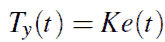 T_y(t) = Ke(t)